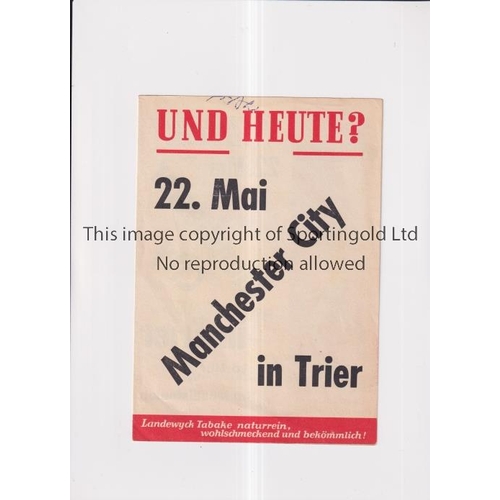 UND HEUTE?
22. Mai
This image copyright of Sportingold Ltd
No reproduction allowed
Manchester City
in Trier
Landewyck Tabake naturrein,
wohlschmeckend und bekömmlich!